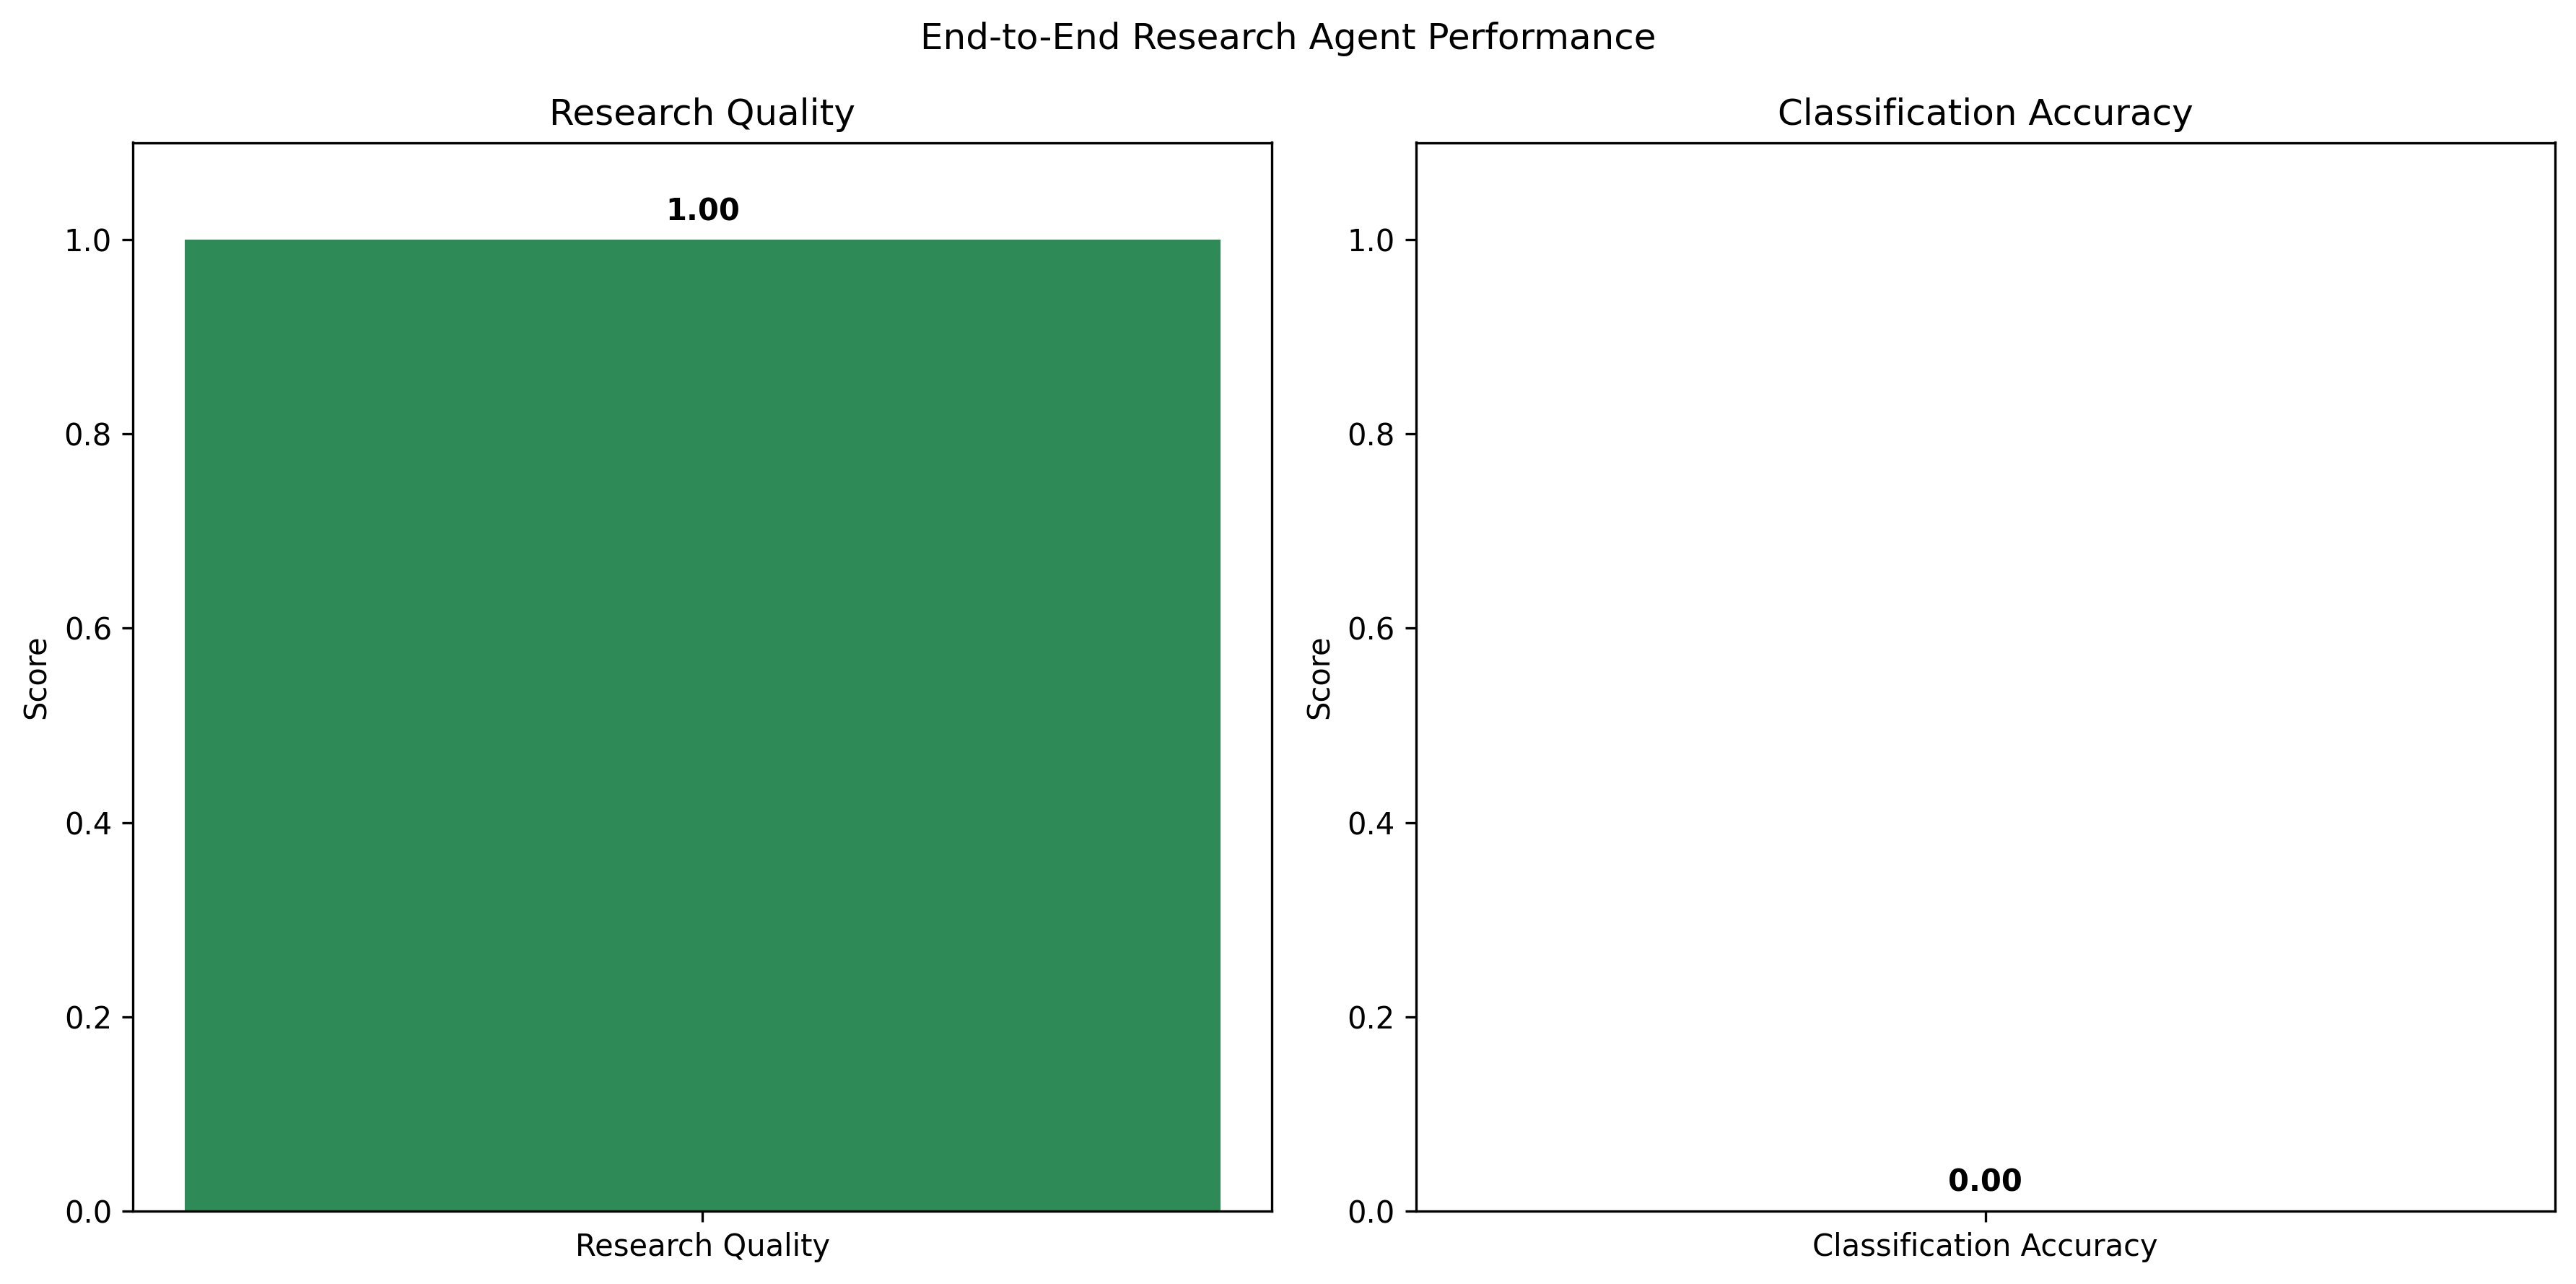 End-to-End Research Agent Performance
Research Quality
1.00
1.0
0.8
0.6
0.4
0.2
0.0
Score
Research Quality
Classification Accuracy
1.0
0.8
0.6
0.4
0.2
0.0
Score
0.00
Classification Accuracy